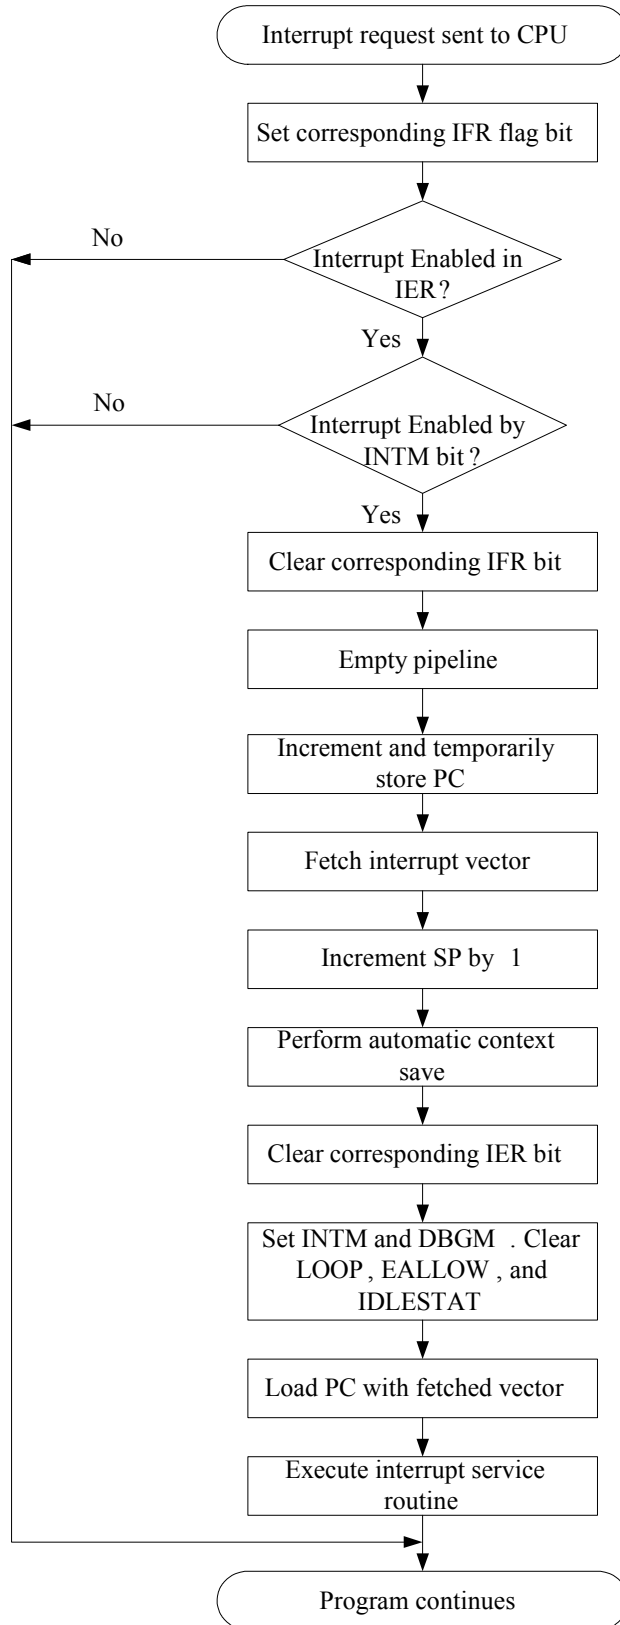 Interrupt request sent to CPU
Set corresponding IFR flag bit
No
Interrupt Enabled in
IER?
Yes
No
Interrupt Enabled by
INTM bit ?
Yes
Clear corresponding IFR bit
Empty pipeline
Increment and temporarily
store PC
Fetch interrupt vector
Increment SP by 1
Perform automatic context
save
Clear corresponding IER bit
Set INTM and DBGM . Clear
LOOP , EALLOW , and
IDLESTAT
Load PC with fetched vector
Execute interrupt service
routine
Program continues